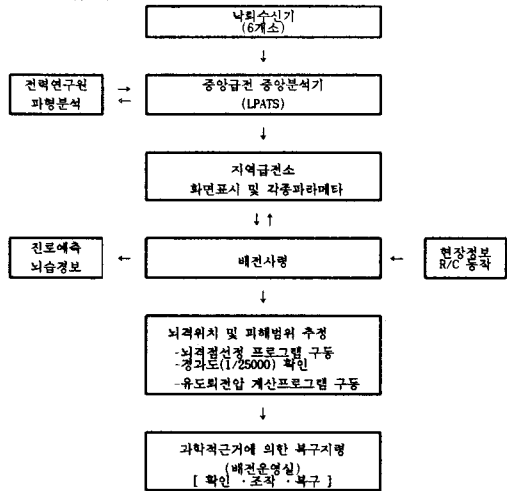 낙뢰수신기
(6개소)
↓
전력연구원
파형분석
→
←
중앙급전 중앙분석기
(LPATS)
↓
지역급전소
화면표시 및 각종파라메타
↓↑
진로예측
뇌습경보
←
배전사령
←
현장정보
R/C 동작
↓
뇌격위치 및 피해범위 추정
-뇌격점선정 프로그램 구동
-경과도(1/25000) 확인
-유도뢰전압 계산프로그램 구동
↓
과학적근거에 의한 복구지령
(배전운영실)
[ 확인 · 조작 · 복구 ]